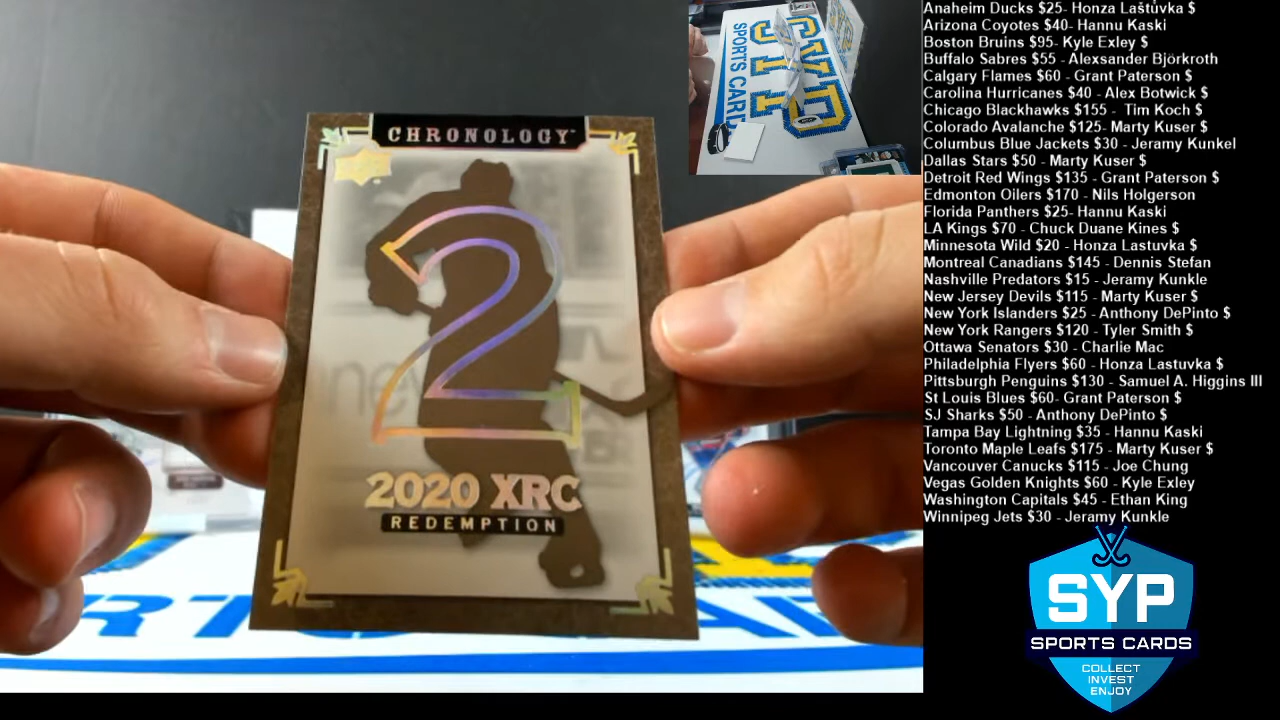 CHRONOLOGY
2
2020 XRC
REDEMPTION
SYP
SPORTS CARD
Anaheim Ducks $25- Honza Laštůvka $
Arizona Coyotes $40- Hannu Kaski
Boston Bruins $95- Kyle Exley $
Buffalo Sabres $55 - Alexsander Björkroth
Calgary Flames $60 - Grant Paterson $
Carolina Hurricanes $40 - Alex Botwick $
Chicago Blackhawks $155 - Tim Koch $
Colorado Avalanche $125- Marty Kuser $
Columbus Blue Jackets $30 - Jeramy Kunkel
Dallas Stars $50 - Marty Kuser $
Detroit Red Wings $135 - Grant Paterson $
Edmonton Oilers $170 - Nils Holgerson
Florida Panthers $25- Hannu Kaski
LA Kings $70 - Chuck Duane Kines $
Minnesota Wild $20 - Honza Lastuvka $
Montreal Canadians $145 - Dennis Stefan
Nashville Predators $15 - Jeramy Kunkle
New Jersey Devils $115 - Marty Kuser $
New York Islanders $25 - Anthony DePinto $
New York Rangers $120 - Tyler Smith $
Ottawa Senators $30 - Charlie Mac
Philadelphia Flyers $60 - Honza Lastuvka $
Pittsburgh Penguins $130 - Samuel A. Higgins III
St Louis Blues $60- Grant Paterson $
SJ Sharks $50 - Anthony DePinto $
Tampa Bay Lightning $35 - Hannu Kaski
Toronto Maple Leafs $175 - Marty Kuser $
Vancouver Canucks $115 - Joe Chung
Vegas Golden Knights $60 - Kyle Exley
Washington Capitals $45 - Ethan King
Winnipeg Jets $30 - Jeramy Kunkle
SYP
SPORTS CARDS
COLLECT
INVEST
ENJOY